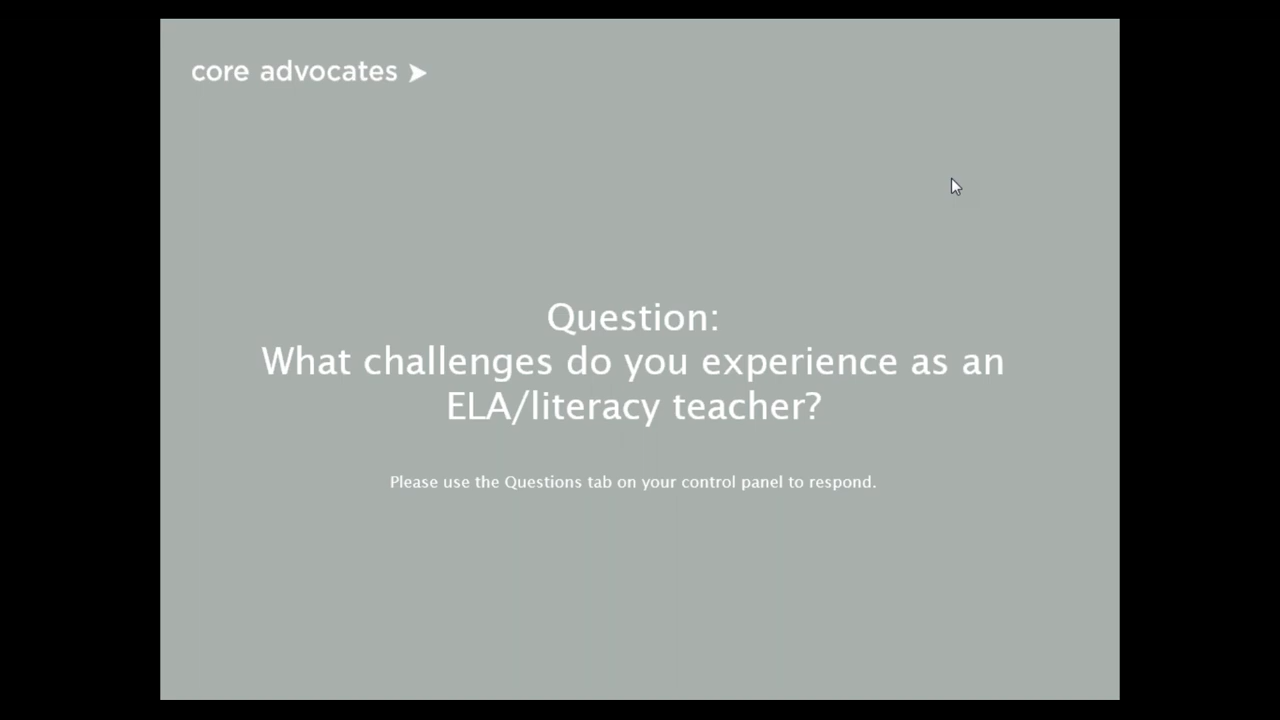 core advocates
Question:
What challenges do you experience as an
ELA/literacy teacher?
Please use the Questions tab on your control panel to respond.